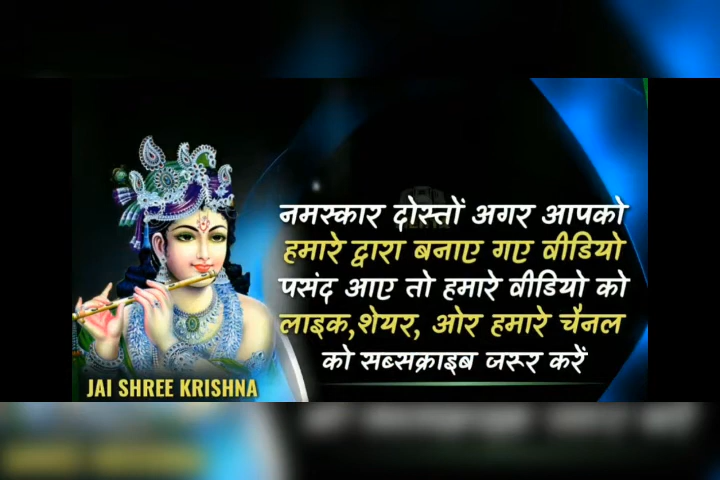 नमस्कार दोस्तों अगर आपको
हमारे द्वारा बनाए गए वीडियो
पसंद आए तो हमारे वीडियो को
लाइक,शेयर, ओर हमारे चैनल
को सब्सक्राइब जरूर करें
JAI SHREE KRISHNA